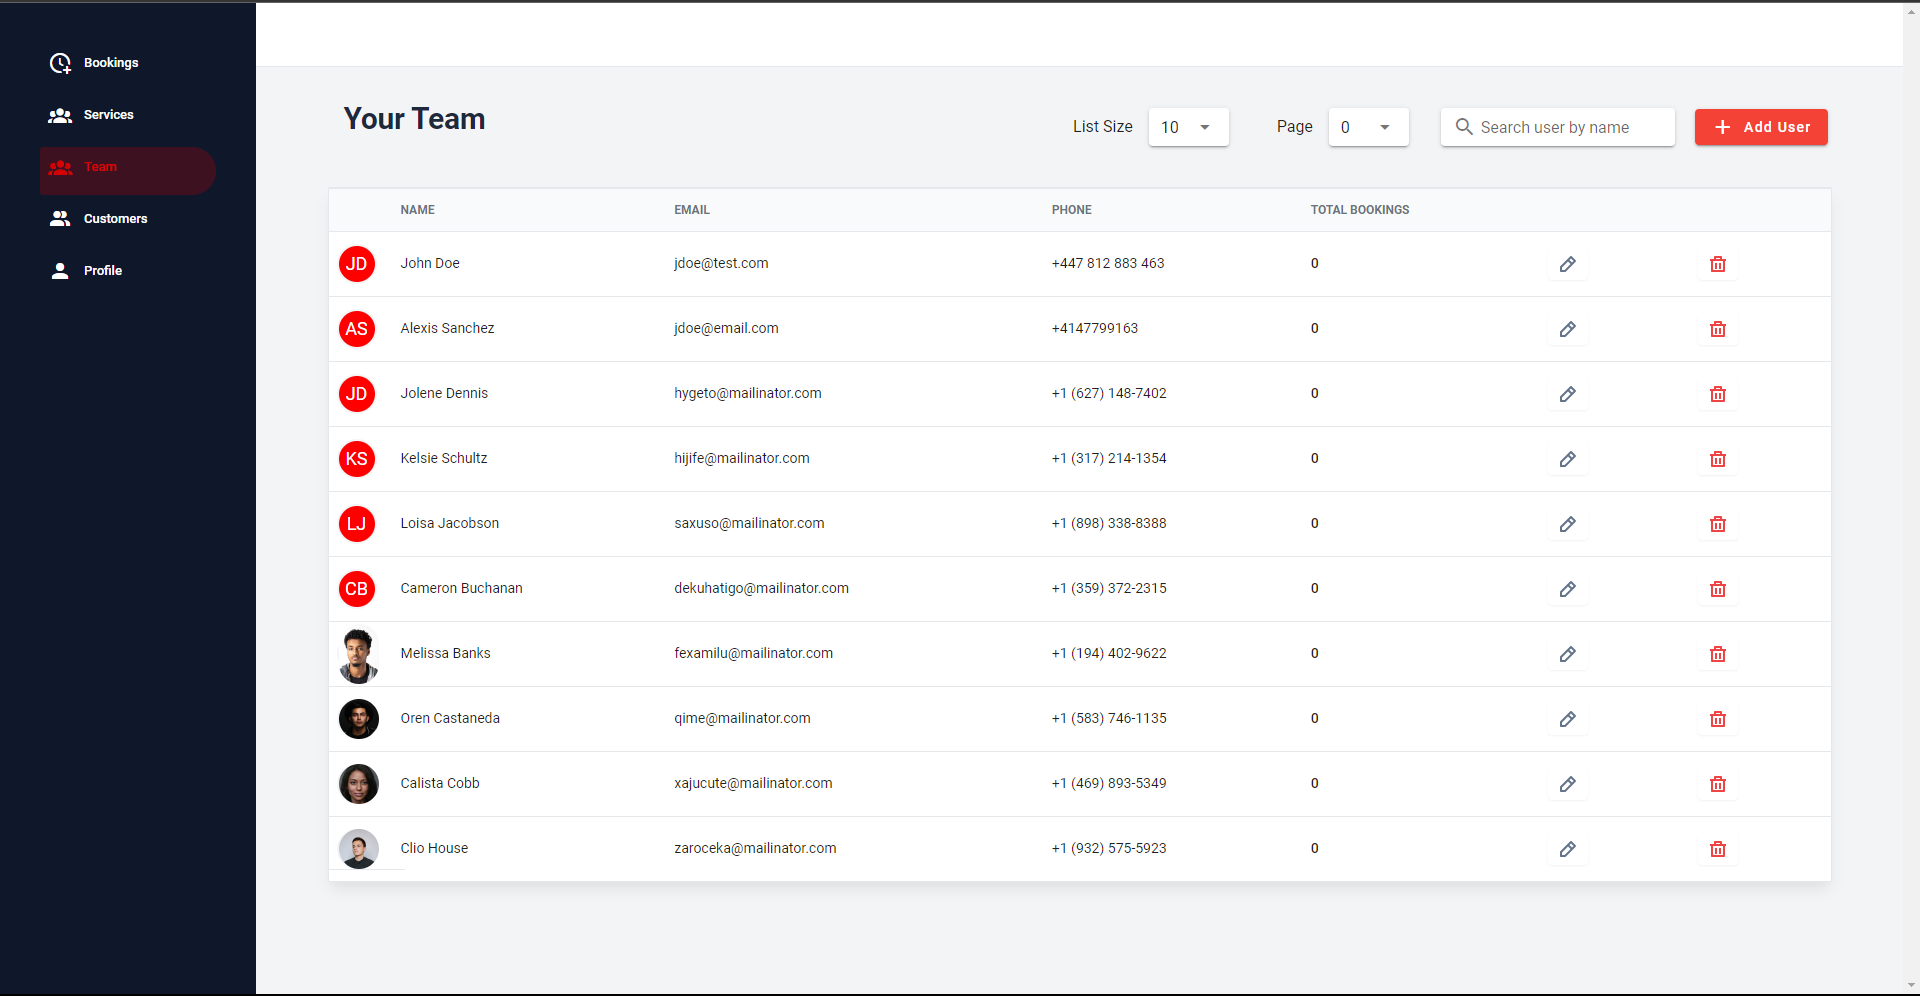 Bookings
Services
Team
Customers
Profile
Your Team
List Size 10 Page 0 Search user by name Add User
NAME EMAIL PHONE TOTAL BOOKINGS
JD John Doe jdoe@test.com +447 812 883 463 0
AS Alexis Sanchez jdoe@email.com +4147799163 0
JD Jolene Dennis hygeto@mailinator.com +1 (627) 148-7402 0
KS Kelsie Schultz hijife@mailinator.com +1 (317) 214-1354 0
LJ Loisa Jacobson saxuso@mailinator.com +1 (898) 338-8388 0
CB Cameron Buchanan dekuhatigo@mailinator.com +1 (359) 372-2315 0
Melissa Banks fexamilu@mailinator.com +1 (194) 402-9622 0
Oren Castaneda qime@mailinator.com +1 (583) 746-1135 0
Calista Cobb xajucute@mailinator.com +1 (469) 893-5349 0
Clio House zaroceka@mailinator.com +1 (932) 575-5923 0